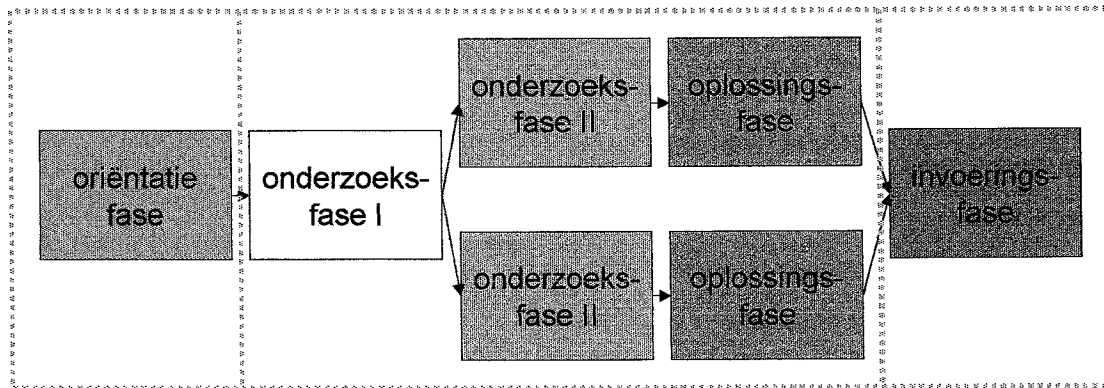 oriëntatie
fase
onderzoeks-
fase I
onderzoeks-
fase II
oplossings-
fase
onderzoeks-
fase II
oplossings-
fase
invoerings-
fase